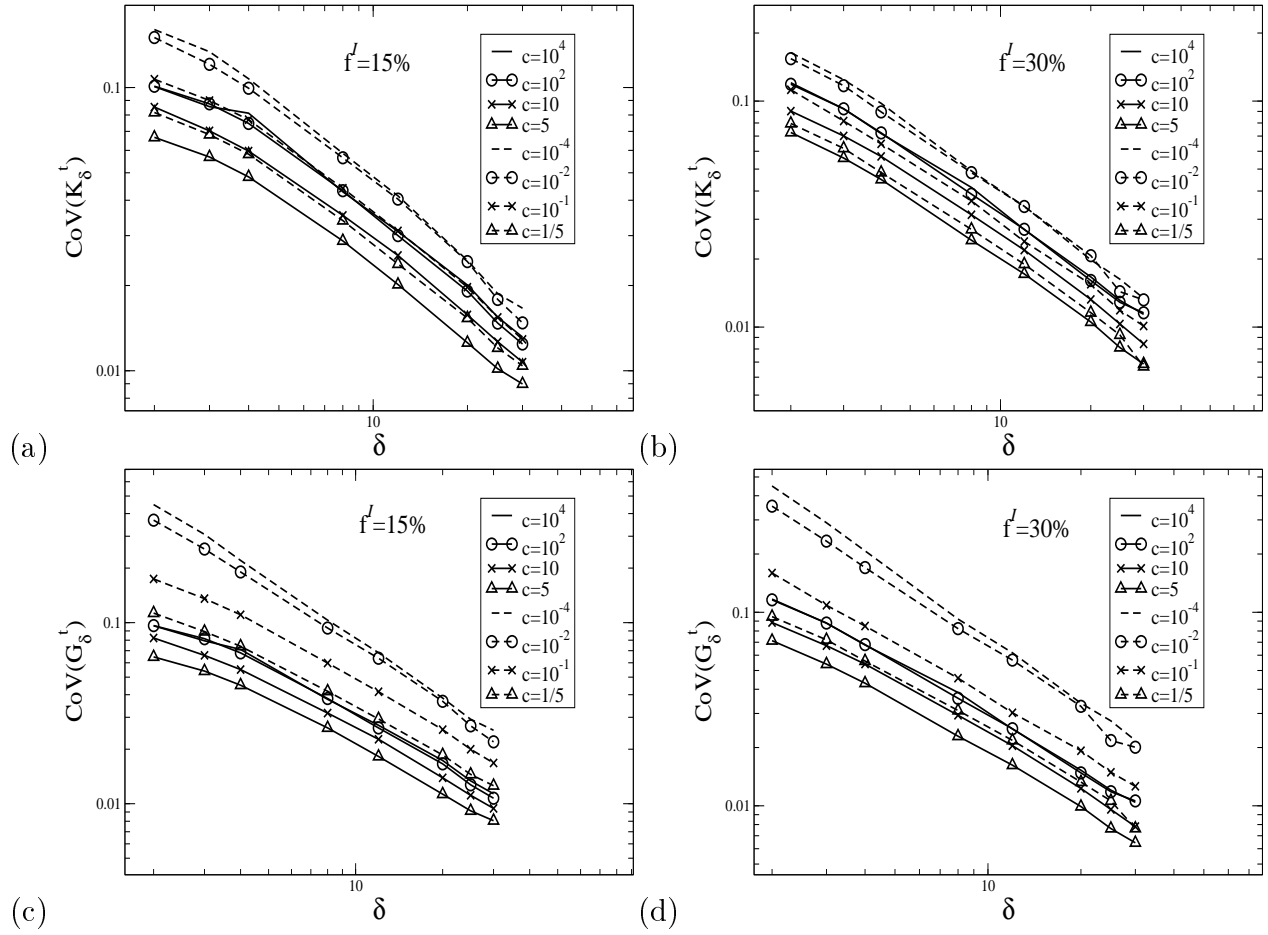 0.1
0.01
10
CoV(K_δ^t)
δ
f^I=15%
c=10^4
c=10^2
c=10
c=5
c=10^-4
c=10^-2
c=10^-1
c=1/5
(a)
0.1
0.01
10
CoV(K_δ^t)
δ
f^I=30%
c=10^4
c=10^2
c=10
c=5
c=10^-4
c=10^-2
c=10^-1
c=1/5
(b)
0.1
0.01
10
CoV(G_δ^t)
δ
f^I=15%
c=10^4
c=10^2
c=10
c=5
c=10^-4
c=10^-2
c=10^-1
c=1/5
(c)
0.1
0.01
10
CoV(G_δ^t)
δ
f^I=30%
c=10^4
c=10^2
c=10
c=5
c=10^-4
c=10^-2
c=10^-1
c=1/5
(d)